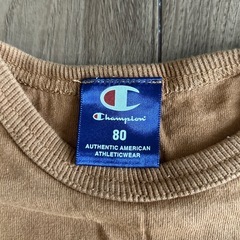 Champion
80
AUTHENTIC AMERICAN
ATHLETICWEAR